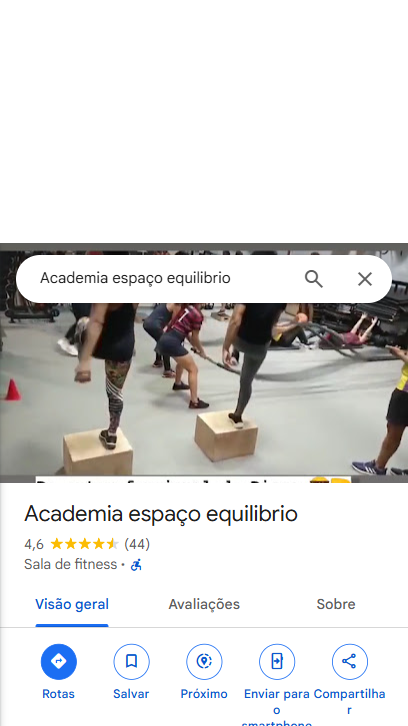 Academia espaço equilibrio
Academia espaço equilibrio
4,6 (44)
Sala de fitness ·
Visão geral Avaliações Sobre
Rotas Salvar Próximo Enviar para o smartphone Compartilhar